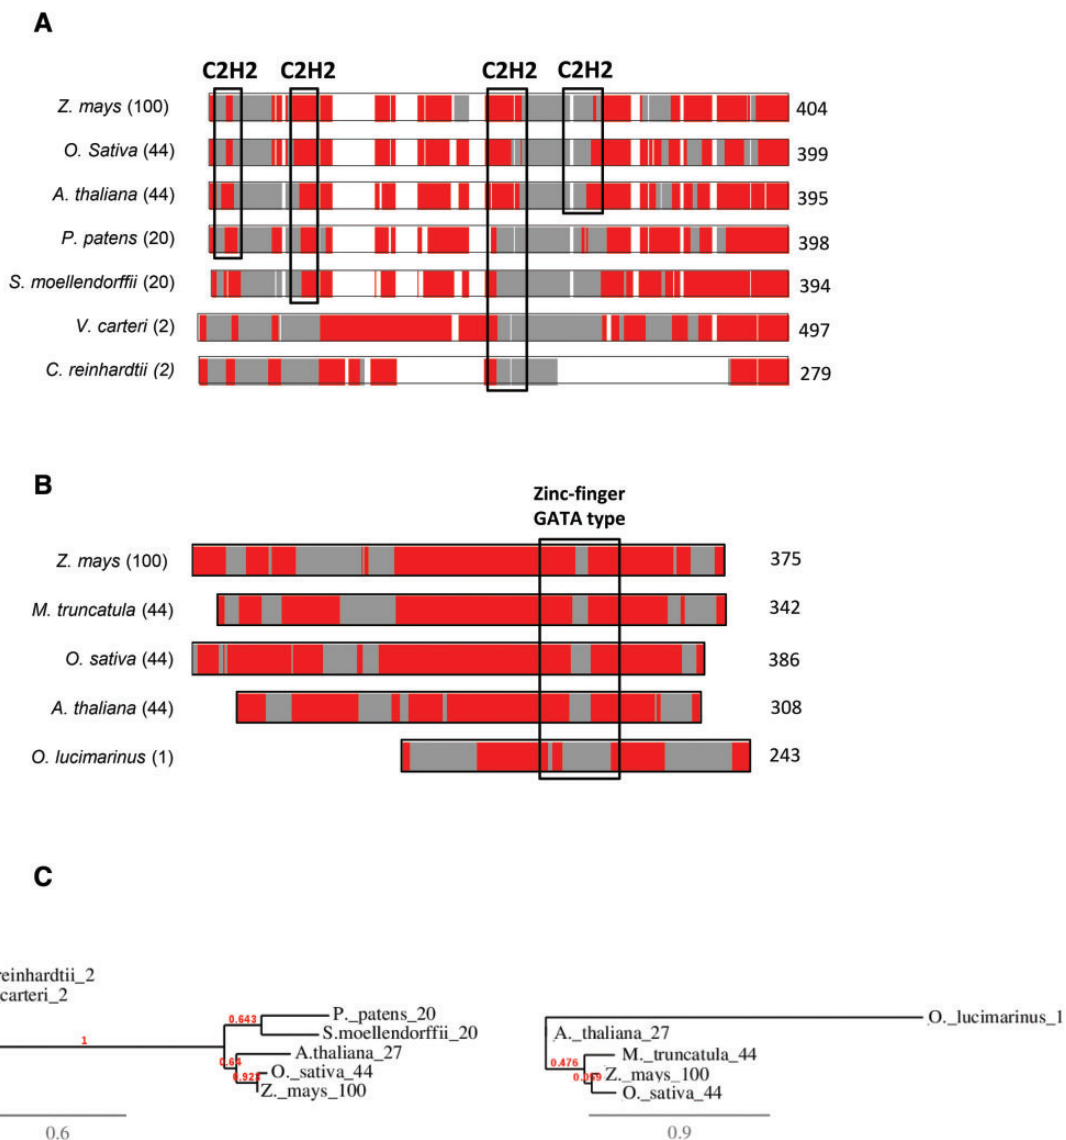 A
C2H2 C2H2 C2H2 C2H2
Z. mays (100) 404
O. Sativa (44) 399
A. thaliana (44) 395
P. patens (20) 398
S. moellendorffii (20) 394
V. carteri (2) 497
C. reinhardtii (2) 279
B
Zinc-finger
GATA type
Z. mays (100) 375
M. truncatula (44) 342
O. sativa (44) 386
A. thaliana (44) 308
O. lucimarinus (1) 243
C
reinhardtii_2
carteri_2
1
0.643
P._patens_20
S.moellendorffii_20
0.64
A.thaliana_27
O._sativa_44
Z._mays_100
0.6
O._lucimarinus_1
A._thaliana_27
0.476
M._truncatula_44
Z._mays_100
O._sativa_44
0.9